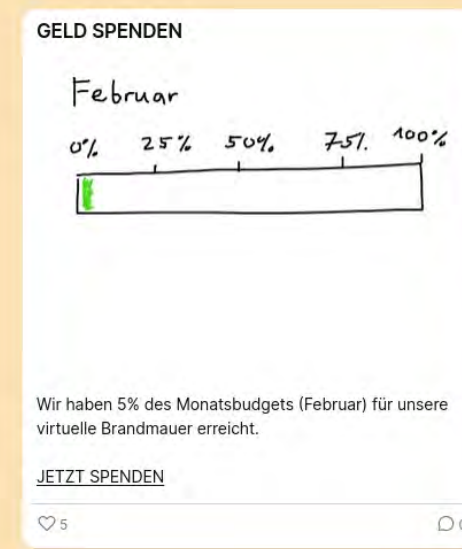 GELD SPENDEN
Februar
0% 25% 50% 75% 100%
Wir haben 5% des Monatsbudgets (Februar) für unsere
virtuelle Brandmauer erreicht.
JETZT SPENDEN
5